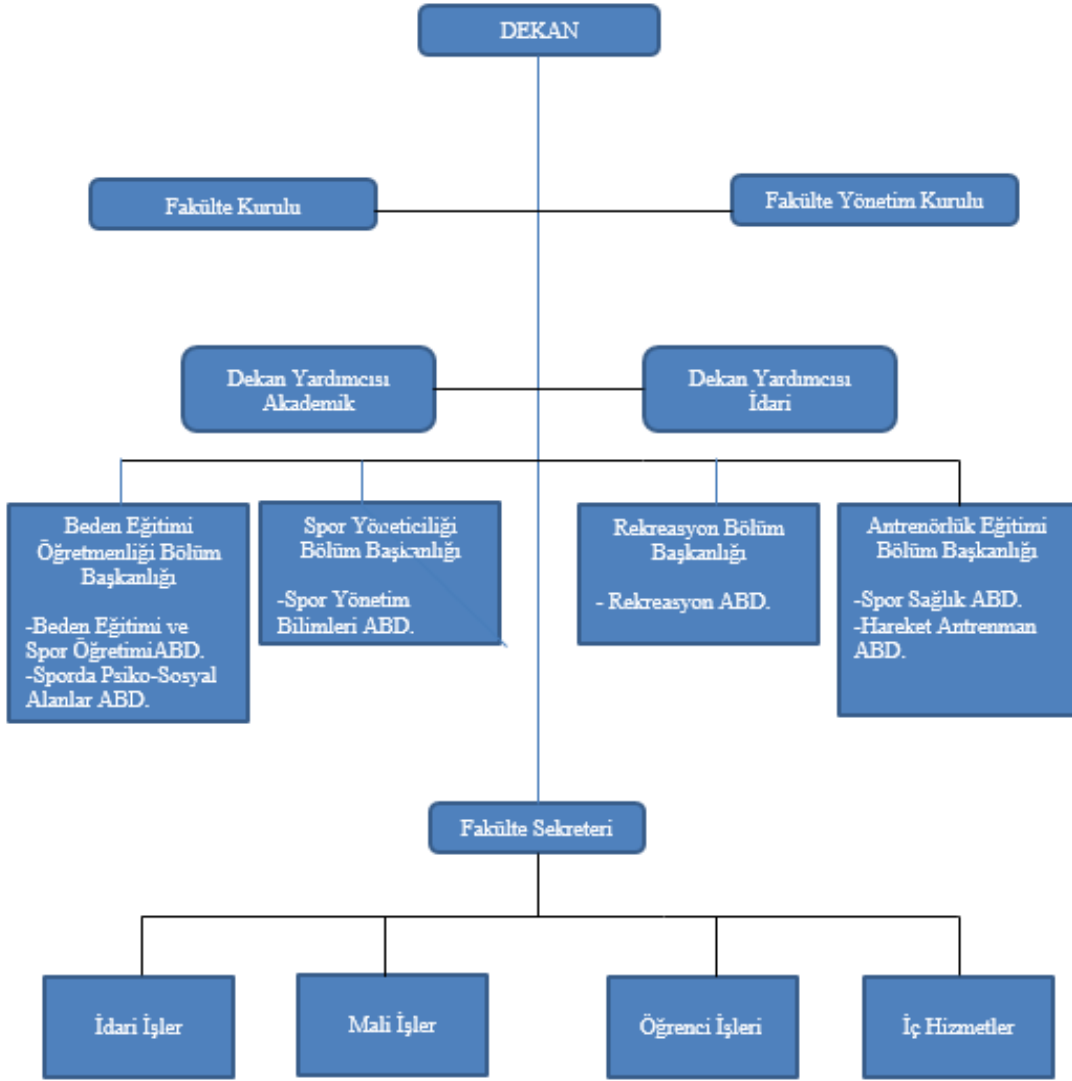 DEKAN
Fakülte Kurulu
Fakülte Yönetim Kurulu
Dekan Yardımcısı
Akademik
Dekan Yardımcısı
İdari
Beden Eğitimi
Öğretmenliği Bölüm
Başkanlığı
-Beden Eğitimi ve
Spor ÖğretimiABD.
-Sporda Psiko-Sosyal
Alanlar ABD.
Spor Yöneticiliği
Bölüm Başkanlığı
-Spor Yönetim
Bilimleri ABD.
Rekreasyon Bölüm
Başkanlığı
- Rekreasyon ABD.
Antrenörlük Eğitimi
Bölüm Başkanlığı
-Spor Sağlık ABD.
-Hareket Antrenman
ABD.
Fakülte Sekreteri
İdari İşler
Mali İşler
Öğrenci İşleri
İç Hizmetler